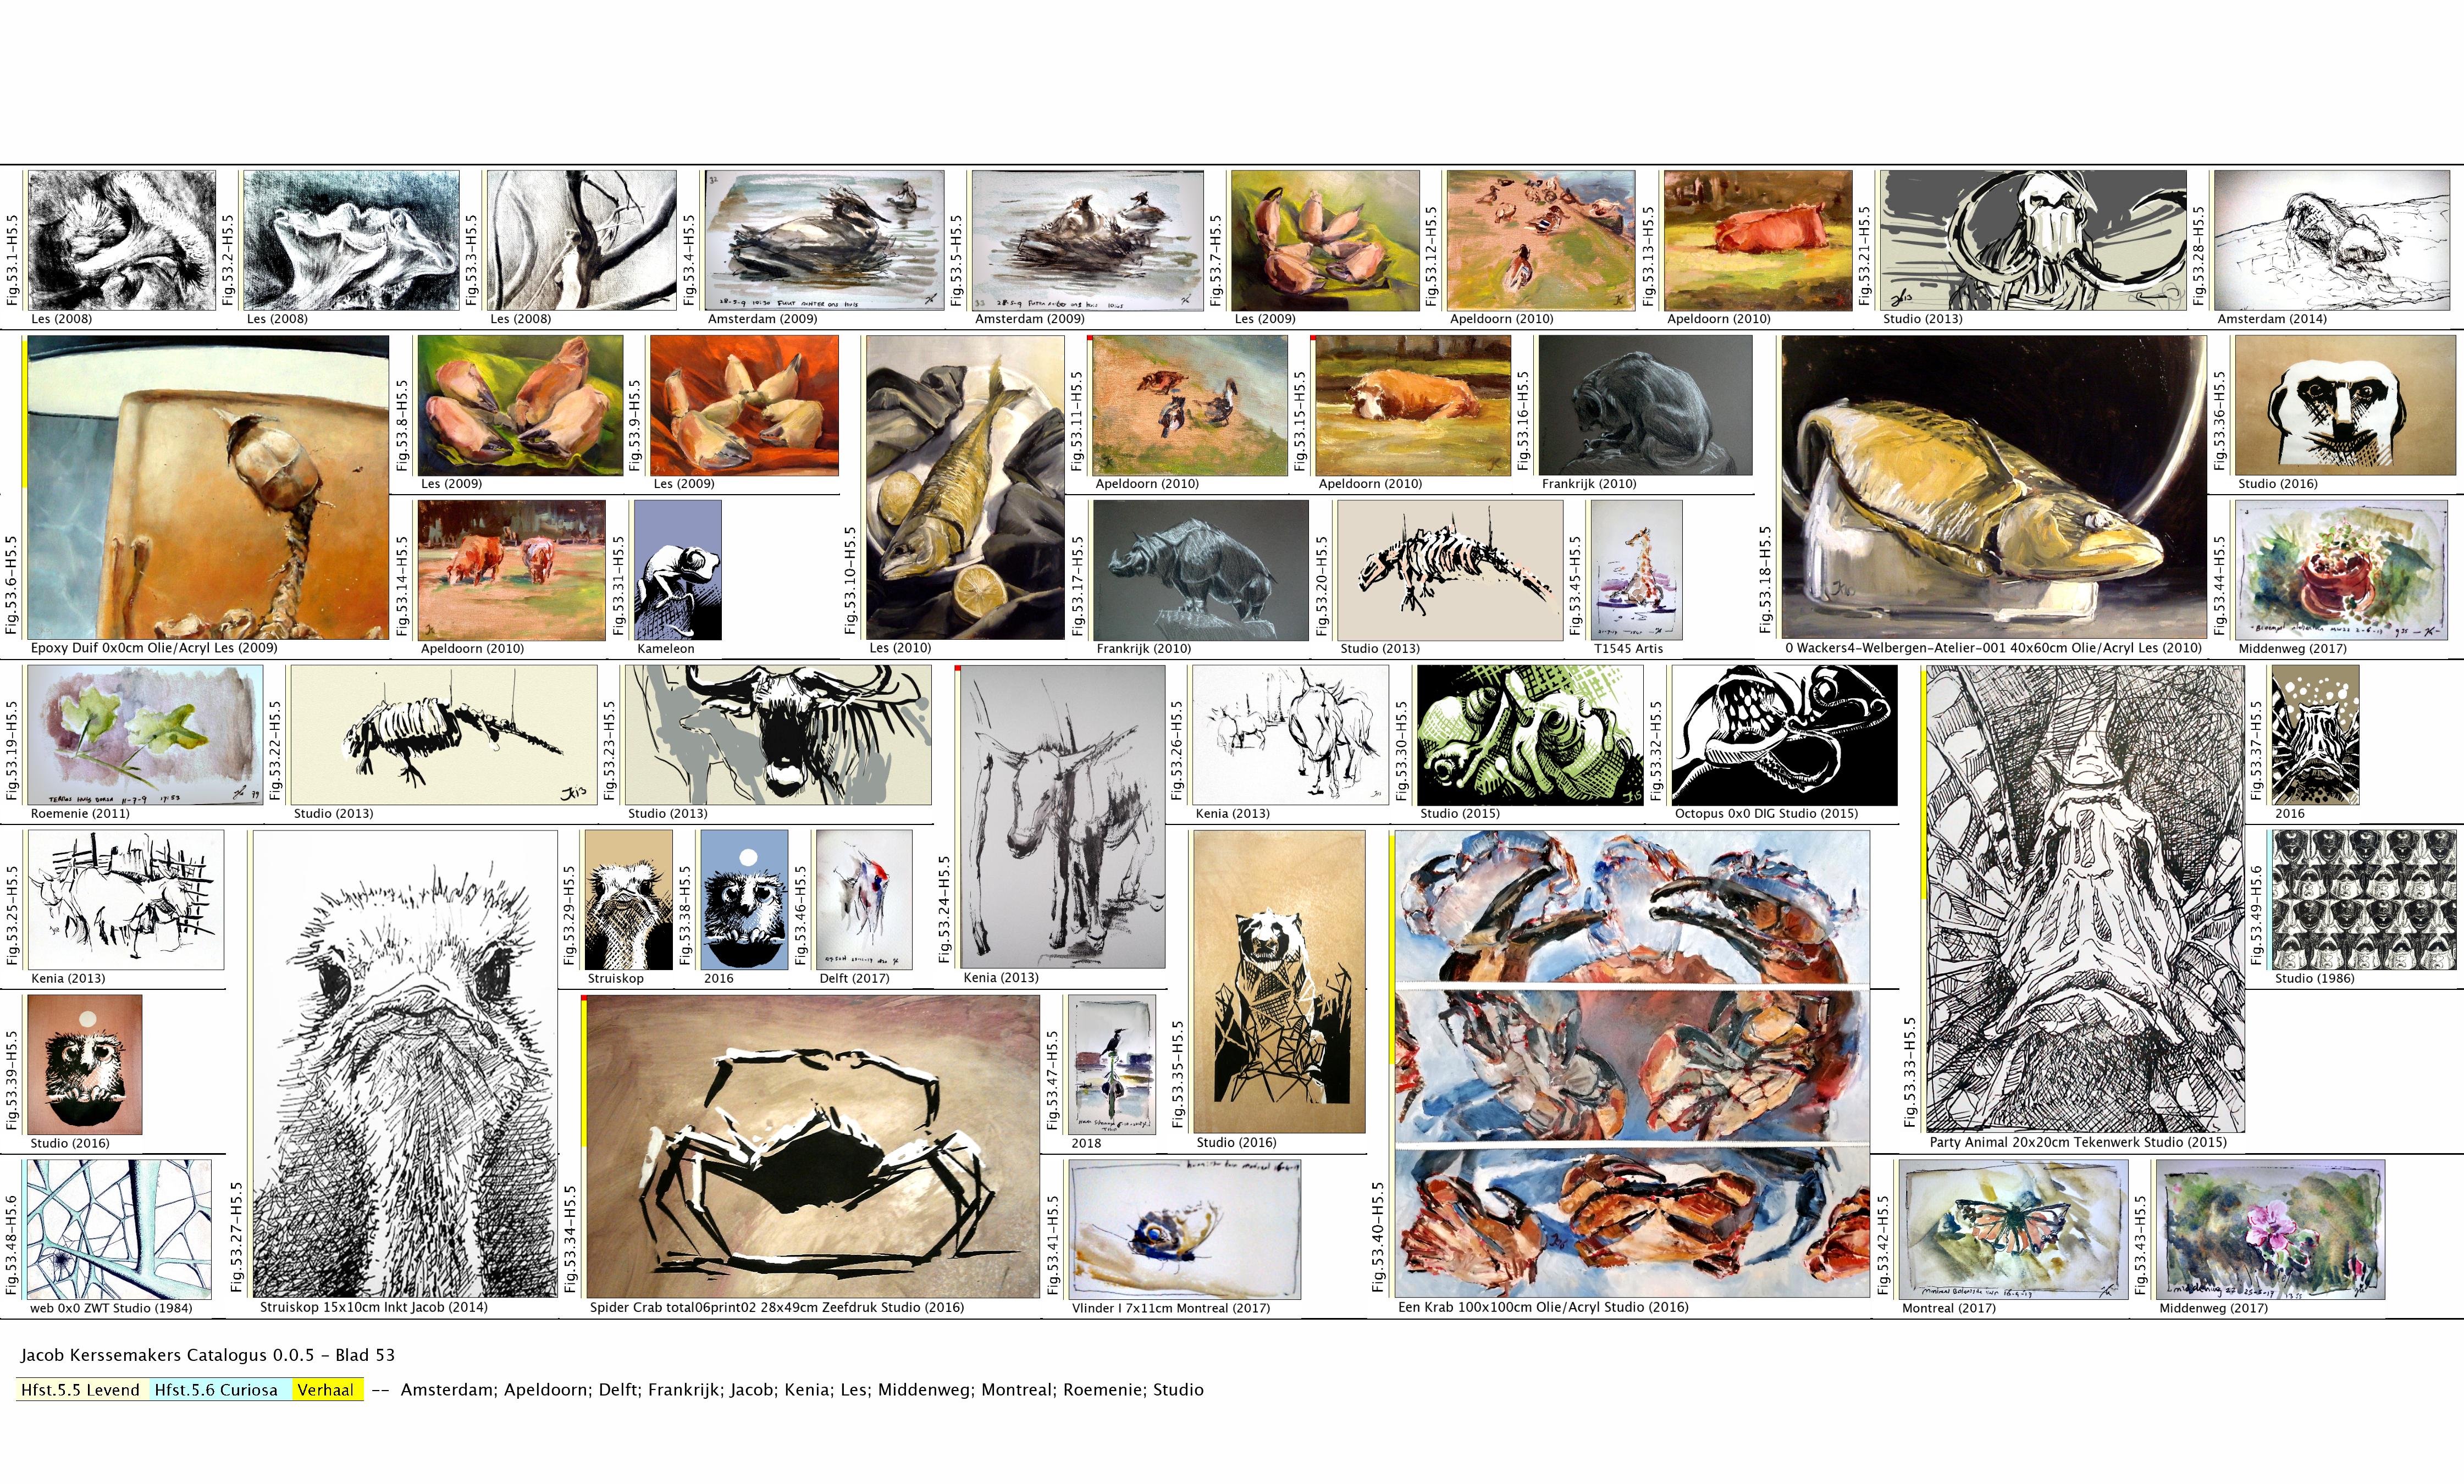 Fig.53.1-H5.5
Les (2008)
Fig.53.2-H5.5
Les (2008)
Fig.53.3-H5.5
Les (2008)
Fig.53.4-H5.5
Amsterdam (2009)
Fig.53.5-H5.5
Amsterdam (2009)
Fig.53.7-H5.5
Les (2009)
Fig.53.12-H5.5
Apeldoorn (2010)
Fig.53.13-H5.5
Apeldoorn (2010)
Fig.53.21-H5.5
Studio (2013)
Fig.53.28-H5.5
Amsterdam (2014)
Fig.53.6-H5.5
Epoxy Duif 0x0cm Olie/Acryl Les (2009)
Fig.53.8-H5.5
Les (2009)
Fig.53.9-H5.5
Les (2009)
Fig.53.14-H5.5
Apeldoorn (2010)
Fig.53.31-H5.5
Kameleon
Fig.53.10-H5.5
Les (2010)
Fig.53.11-H5.5
Apeldoorn (2010)
Fig.53.15-H5.5
Apeldoorn (2010)
Fig.53.16-H5.5
Frankrijk (2010)
Fig.53.17-H5.5
Frankrijk (2010)
Fig.53.20-H5.5
Studio (2013)
Fig.53.45-H5.5
T1545 Artis
Fig.53.18-H5.5
0 Wackers4-Welbergen-Atelier-001 40x60cm Olie/Acryl Les (2010)
Fig.53.36-H5.5
Studio (2016)
Fig.53.44-H5.5
Middenweg (2017)
Fig.53.19-H5.5
Roemenie (2011)
Fig.53.22-H5.5
Studio (2013)
Fig.53.23-H5.5
Studio (2013)
Fig.53.24-H5.5
Kenia (2013)
Fig.53.26-H5.5
Kenia (2013)
Fig.53.30-H5.5
Studio (2015)
Fig.53.32-H5.5
Octopus 0x0 DIG Studio (2015)
Fig.53.33-H5.5
Party Animal 20x20cm Tekenwerk Studio (2015)
Fig.53.37-H5.5
2016
Fig.53.25-H5.5
Kenia (2013)
Fig.53.27-H5.5
Struiskop 15x10cm Inkt Jacob (2014)
Fig.53.29-H5.5
Struiskop
Fig.53.38-H5.5
2016
Fig.53.46-H5.5
Delft (2017)
Fig.53.35-H5.5
Studio (2016)
Fig.53.40-H5.5
Een Krab 100x100cm Olie/Acryl Studio (2016)
Fig.53.49-H5.6
Studio (1986)
Fig.53.39-H5.5
Studio (2016)
Fig.53.34-H5.5
Spider Crab total06print02 28x49cm Zeefdruk Studio (2016)
Fig.53.47-H5.5
2018
Fig.53.48-H5.6
web 0x0 ZWT Studio (1984)
Fig.53.41-H5.5
Vlinder I 7x11cm Montreal (2017)
Fig.53.42-H5.5
Montreal (2017)
Fig.53.43-H5.5
Middenweg (2017)
Jacob Kerssemakers Catalogus 0.0.5 - Blad 53
Hfst.5.5 Levend Hfst.5.6 Curiosa Verhaal -- Amsterdam; Apeldoorn; Delft; Frankrijk; Jacob; Kenia; Les; Middenweg; Montreal; Roemenie; Studio